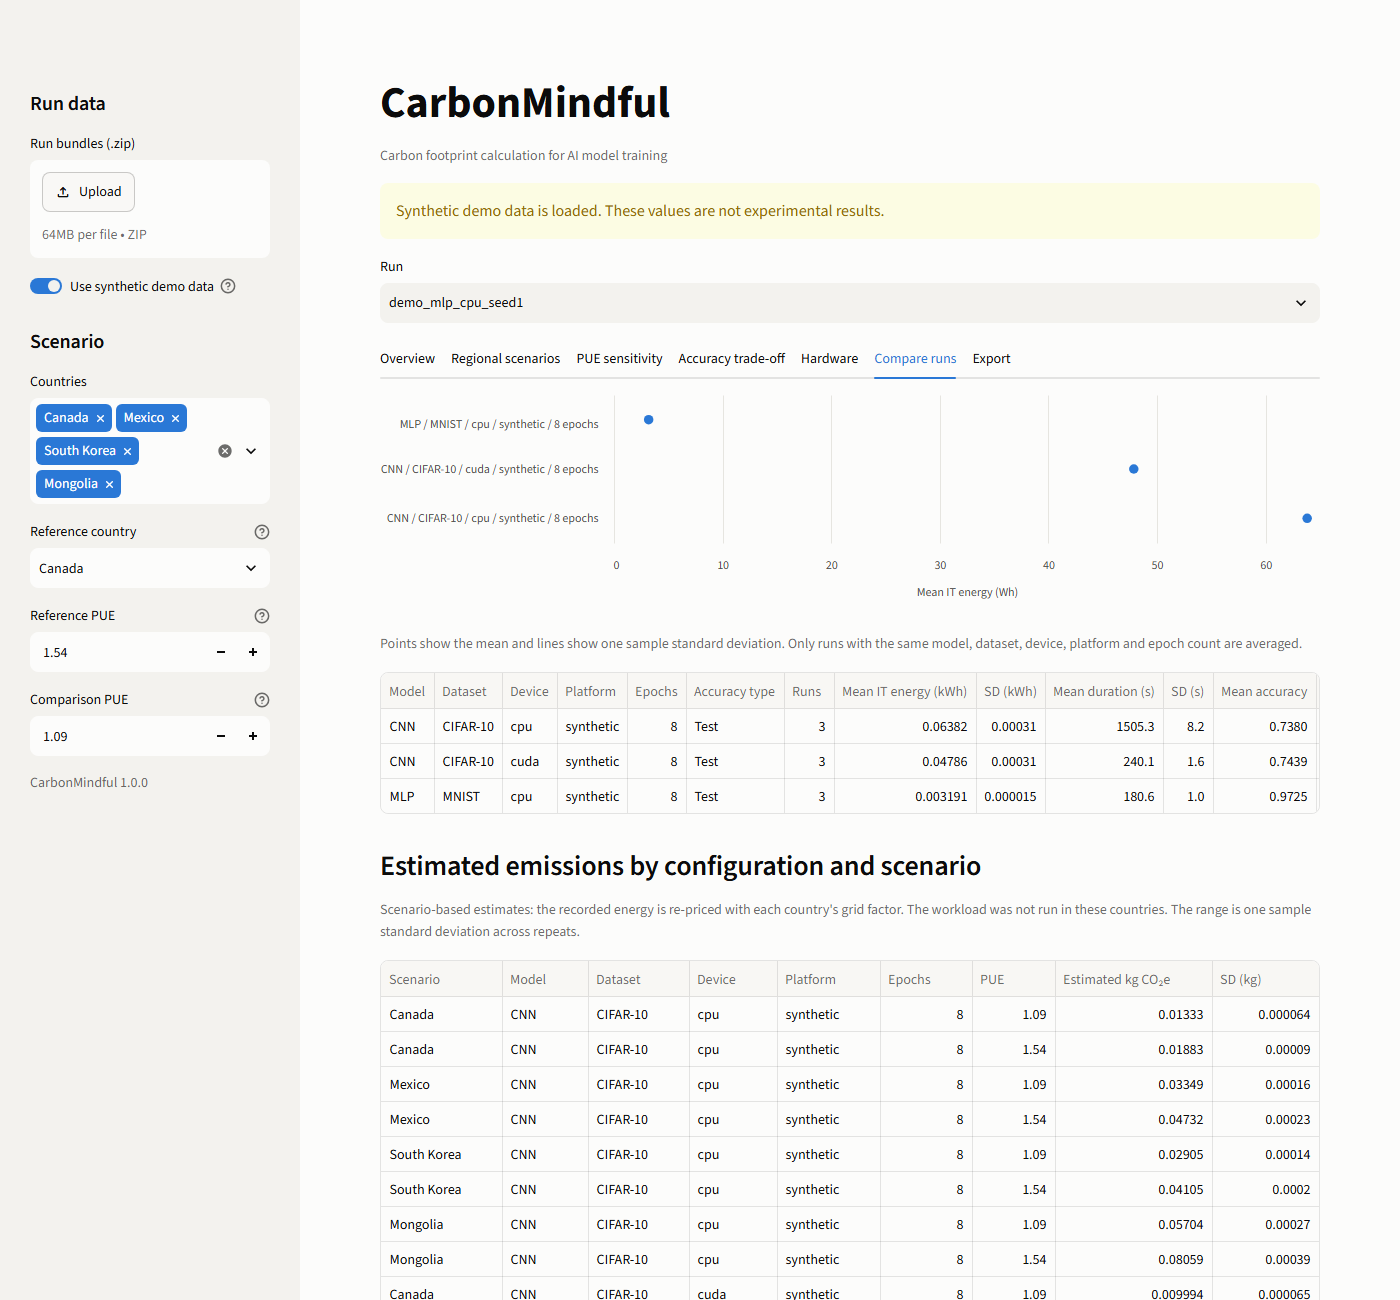 Run data
Run bundles (.zip)
Upload
64MB per file • ZIP
Use synthetic demo data
Scenario
Countries
Canada
Mexico
South Korea
Mongolia
Reference country
Canada
Reference PUE
1.54
Comparison PUE
1.09
CarbonMindful 1.0.0
CarbonMindful
Carbon footprint calculation for AI model training
Synthetic demo data is loaded. These values are not experimental results.
Run
demo_mlp_cpu_seed1
Overview Regional scenarios PUE sensitivity Accuracy trade-off Hardware Compare runs Export
MLP / MNIST / cpu / synthetic / 8 epochs
CNN / CIFAR-10 / cuda / synthetic / 8 epochs
CNN / CIFAR-10 / cpu / synthetic / 8 epochs
0 10 20 30 40 50 60
Mean IT energy (Wh)
Points show the mean and lines show one sample standard deviation. Only runs with the same model, dataset, device, platform and epoch count are averaged.
Model Dataset Device Platform Epochs Accuracy type Runs Mean IT energy (kWh) SD (kWh) Mean duration (s) SD (s) Mean accuracy
CNN CIFAR-10 cpu synthetic 8 Test 3 0.06382 0.00031 1505.3 8.2 0.7380
CNN CIFAR-10 cuda synthetic 8 Test 3 0.04786 0.00031 240.1 1.6 0.7439
MLP MNIST cpu synthetic 8 Test 3 0.003191 0.000015 180.6 1.0 0.9725
Estimated emissions by configuration and scenario
Scenario-based estimates: the recorded energy is re-priced with each country's grid factor. The workload was not run in these countries. The range is one sample
standard deviation across repeats.
Scenario Model Dataset Device Platform Epochs PUE Estimated kg CO₂e SD (kg)
Canada CNN CIFAR-10 cpu synthetic 8 1.09 0.01333 0.000064
Canada CNN CIFAR-10 cpu synthetic 8 1.54 0.01883 0.00009
Mexico CNN CIFAR-10 cpu synthetic 8 1.09 0.03349 0.00016
Mexico CNN CIFAR-10 cpu synthetic 8 1.54 0.04732 0.00023
South Korea CNN CIFAR-10 cpu synthetic 8 1.09 0.02905 0.00014
South Korea CNN CIFAR-10 cpu synthetic 8 1.54 0.04105 0.0002
Mongolia CNN CIFAR-10 cpu synthetic 8 1.09 0.05704 0.00027
Mongolia CNN CIFAR-10 cpu synthetic 8 1.54 0.08059 0.00039
Canada CNN CIFAR-10 cuda synthetic 8 1.09 0.009994 0.000065